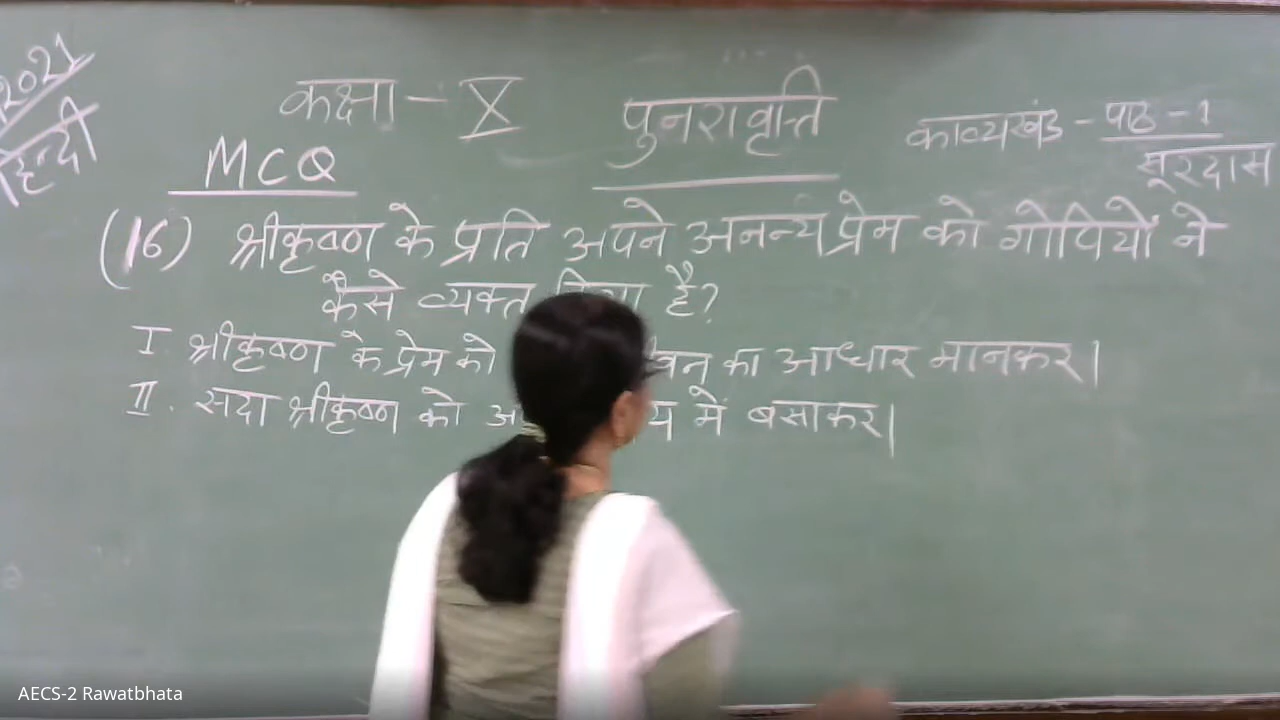 2021
हिन्दी
कक्षा - X
पुनरावृत्ति
काव्यखंड - पाठ - 1
सूरदास
MCQ
(16) श्रीकृष्ण के प्रति अपने अनन्य प्रेम को गोपियों ने
कैसे व्यक्त है?
I. श्रीकृष्ण के प्रेम को का आधार मानकर।
II. सदा श्रीकृष्ण को में बसाकर।
AECS-2 Rawatbhata